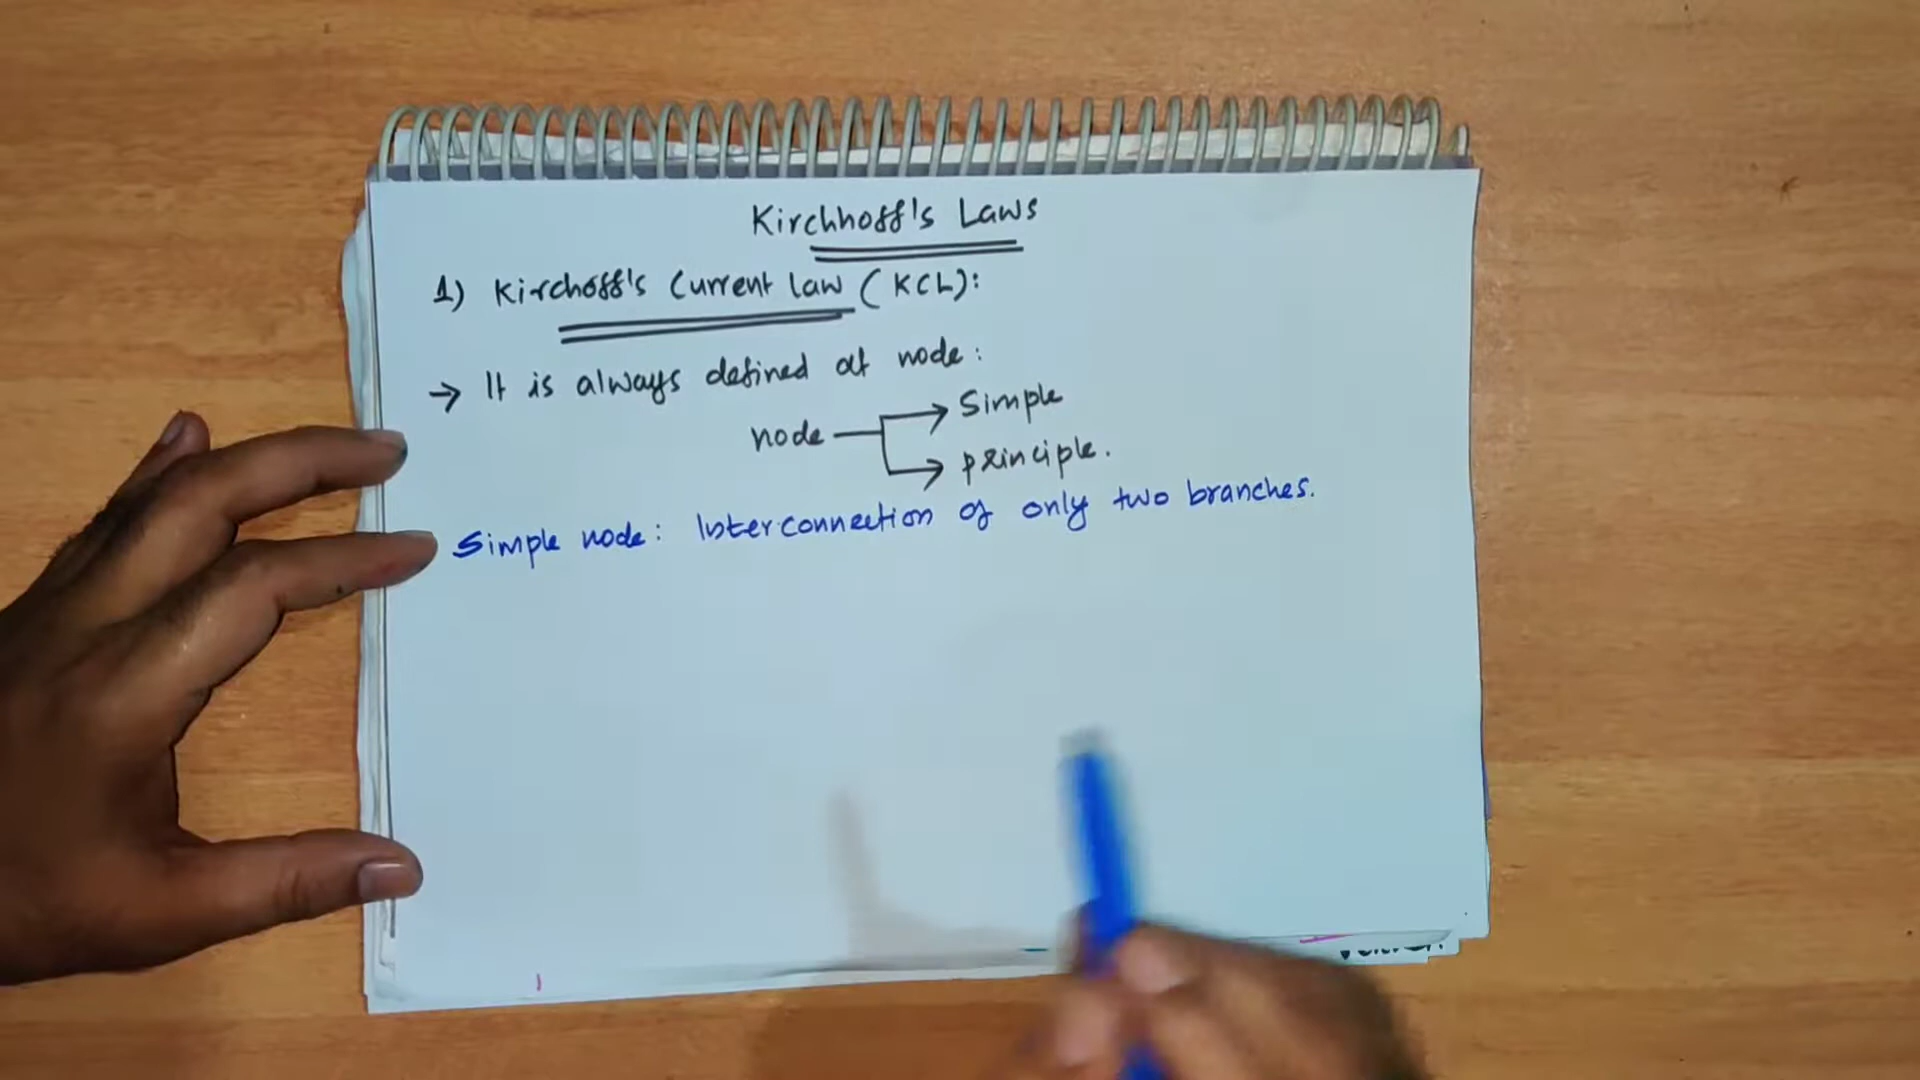 Kirchhoff's Laws
1) Kirchoff's Current law (KCL):
→ It is always defined at node:
node → Simple
→ principle.
Simple node: Interconnection of only two branches.